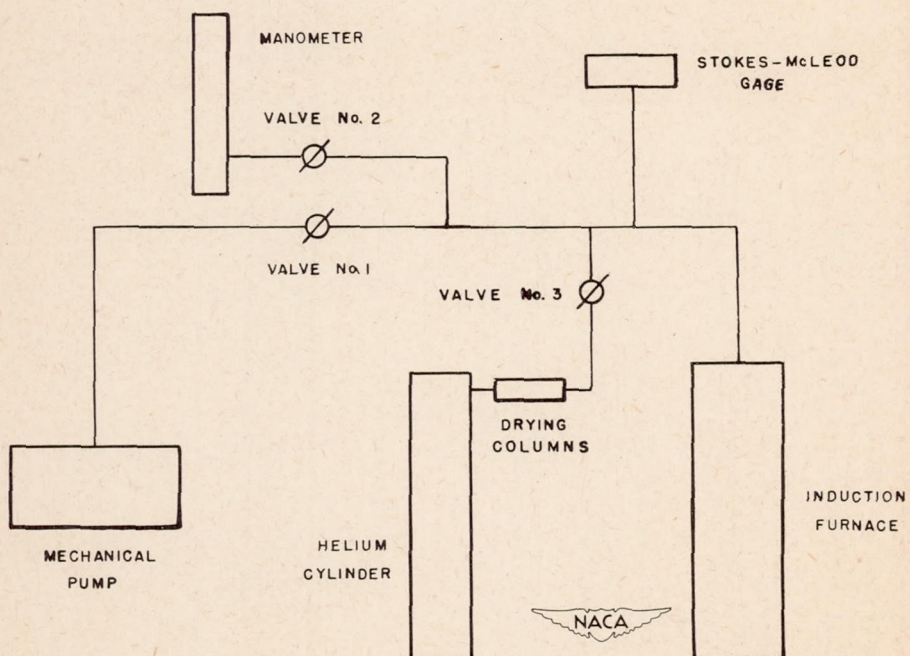 MANOMETER
STOKES-McLEOD
GAGE
VALVE No. 2
VALVE No.1
VALVE No. 3
DRYING
COLUMNS
INDUCTION
FURNACE
HELIUM
CYLINDER
MECHANICAL
PUMP
NACA